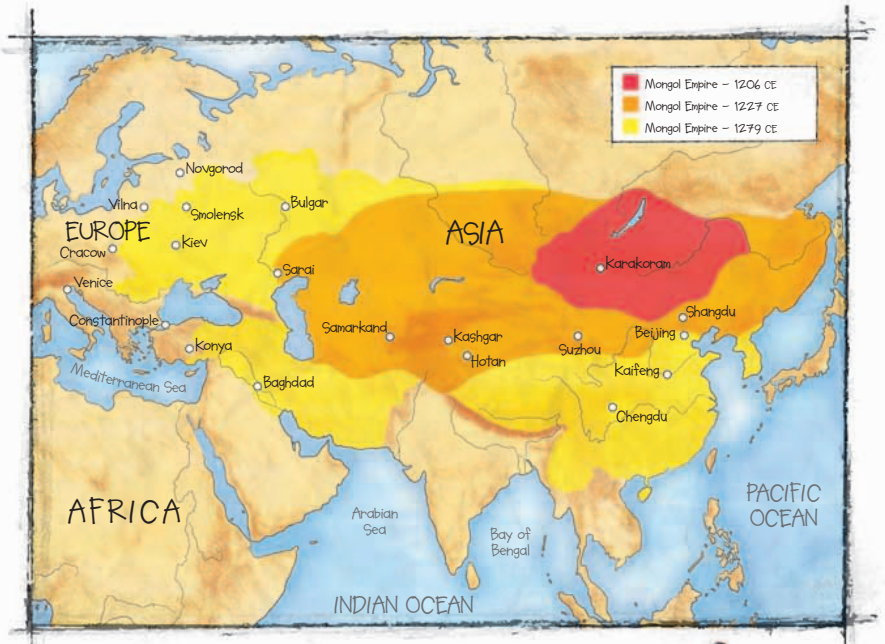 Mongol Empire – 1206 CE
Mongol Empire – 1227 CE
Mongol Empire – 1279 CE
Novgorod
Vilna
Smolensk
Bulgar
EUROPE
ASIA
Kiev
Cracow
Karakoram
Sarai
Venice
Shangdu
Constantinople
Samarkand
Kashgar
Beijing
Konya
Suzhou
Hotan
Mediterranean Sea
Kaifeng
Baghdad
Chengdu
AFRICA
PACIFIC
OCEAN
Arabian
Sea
Bay of
Bengal
INDIAN OCEAN